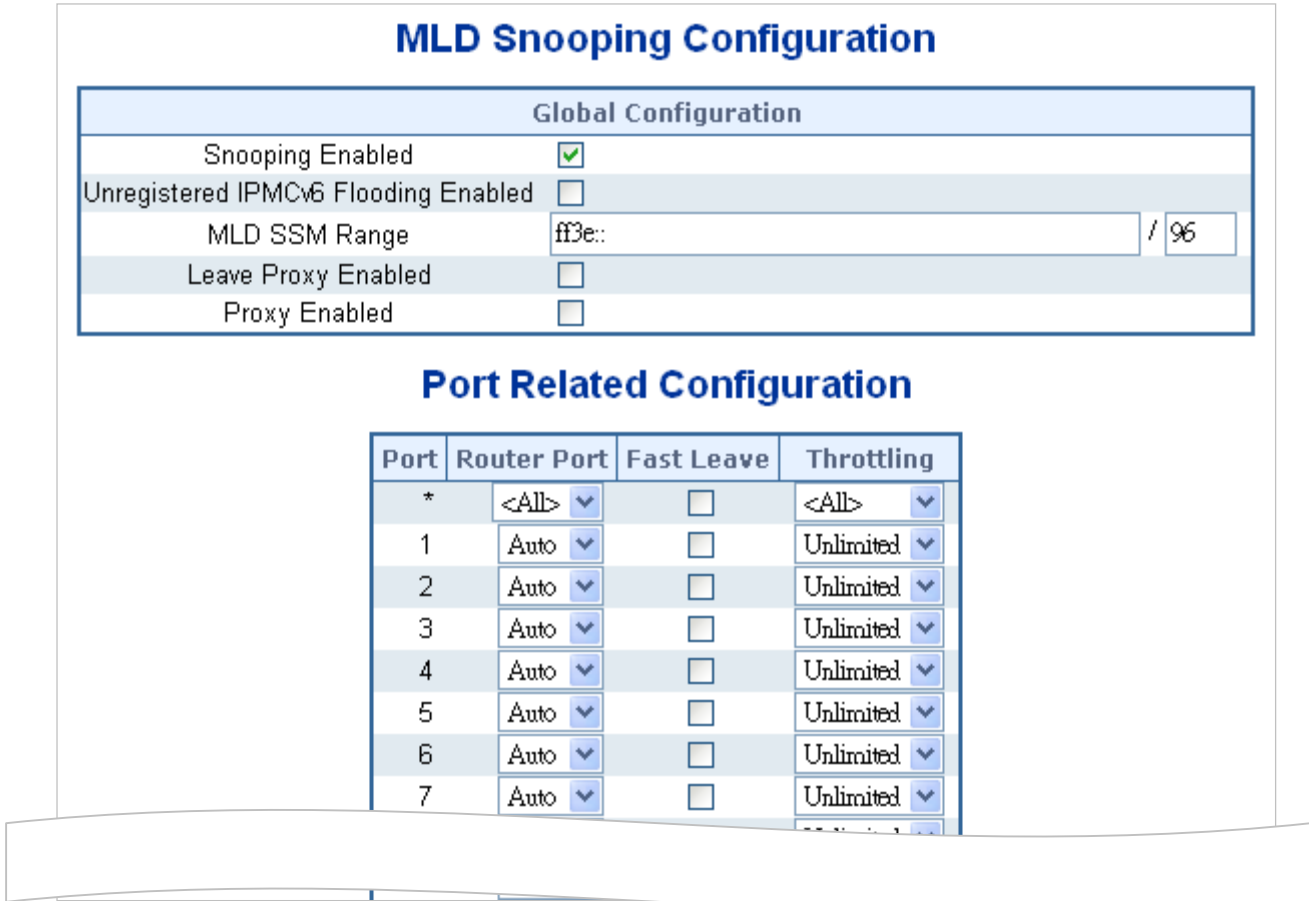 MLD Snooping Configuration
Global Configuration
Snooping Enabled
Unregistered IPMCv6 Flooding Enabled
MLD SSM Range ff3e:: / 96
Leave Proxy Enabled
Proxy Enabled
Port Related Configuration
Port Router Port Fast Leave Throttling
* <All> <All>
1 Auto Unlimited
2 Auto Unlimited
3 Auto Unlimited
4 Auto Unlimited
5 Auto Unlimited
6 Auto Unlimited
7 Auto Unlimited